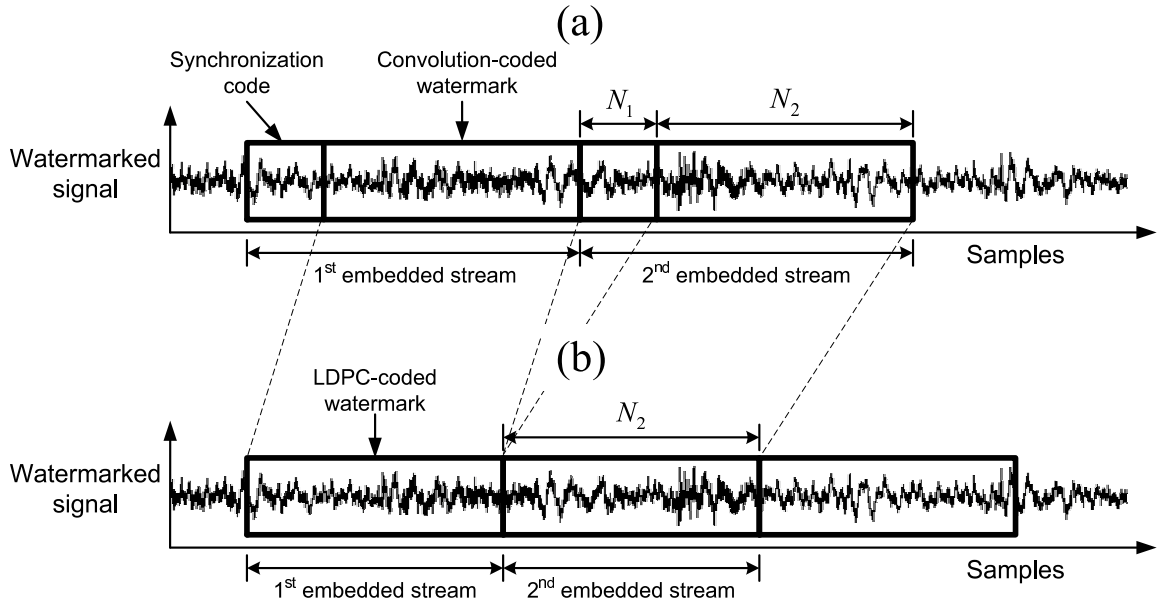 (a)
Synchronization
code
Convolution-coded
watermark
N₁
N₂
Watermarked
signal
Samples
1st embedded stream
2nd embedded stream
(b)
LDPC-coded
watermark
N₂
Watermarked
signal
Samples
1st embedded stream
2nd embedded stream